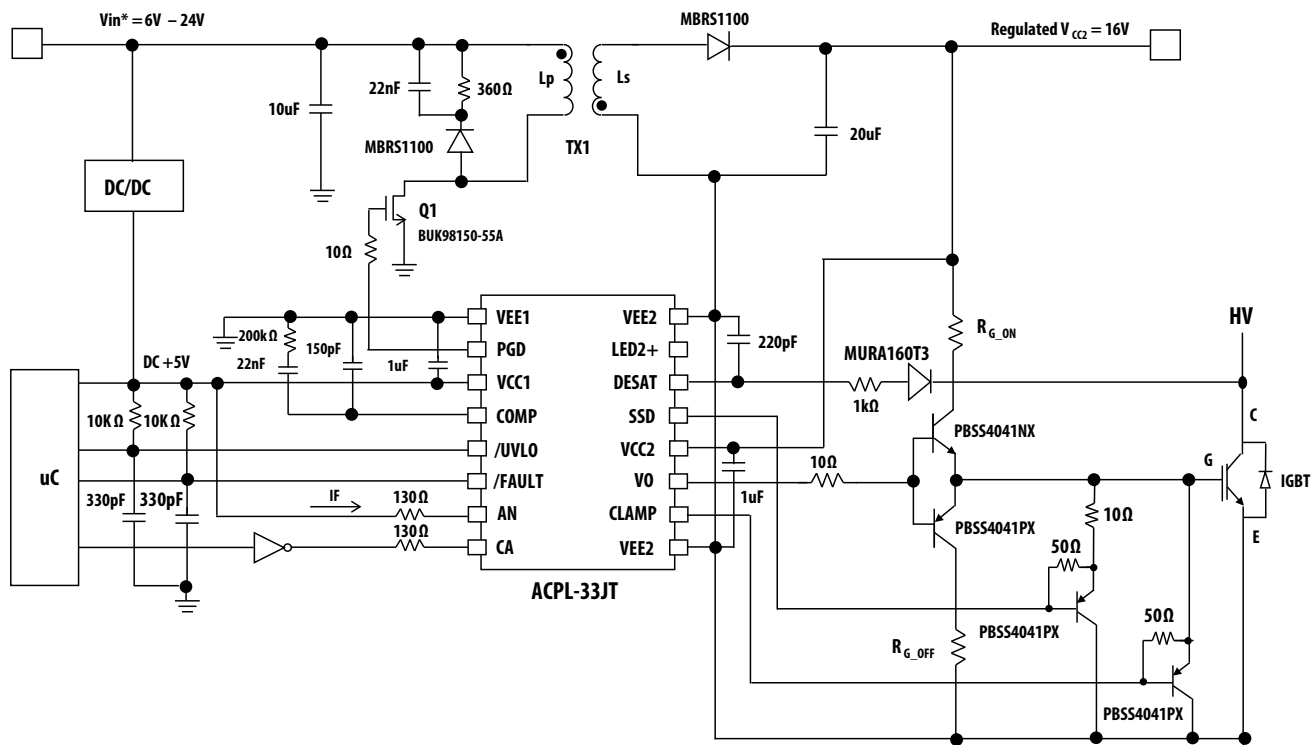 Vin* = 6V – 24V
MBRS1100
Regulated VCC2 = 16V
22nF
360Ω
Lp
Ls
10uF
MBRS1100
TX1
20uF
DC/DC
Q1
BUK98150-55A
10Ω
VEE1
VEE2
200kΩ
150pF
220pF
RG_ON
HV
PGD
LED2+
22nF
1uF
MURA160T3
DC +5V
VCC1
DESAT
1kΩ
10KΩ
10KΩ
COMP
SSD
C
PBSS4041NX
/UVLO
VCC2
10Ω
G
uC
/FAULT
VO
IGBT
330pF
330pF
IF
130Ω
1uF
AN
CLAMP
10Ω
PBSS4041PX
E
130Ω
CA
VEE2
50Ω
ACPL-33JT
50Ω
PBSS4041PX
RG_OFF
PBSS4041PX